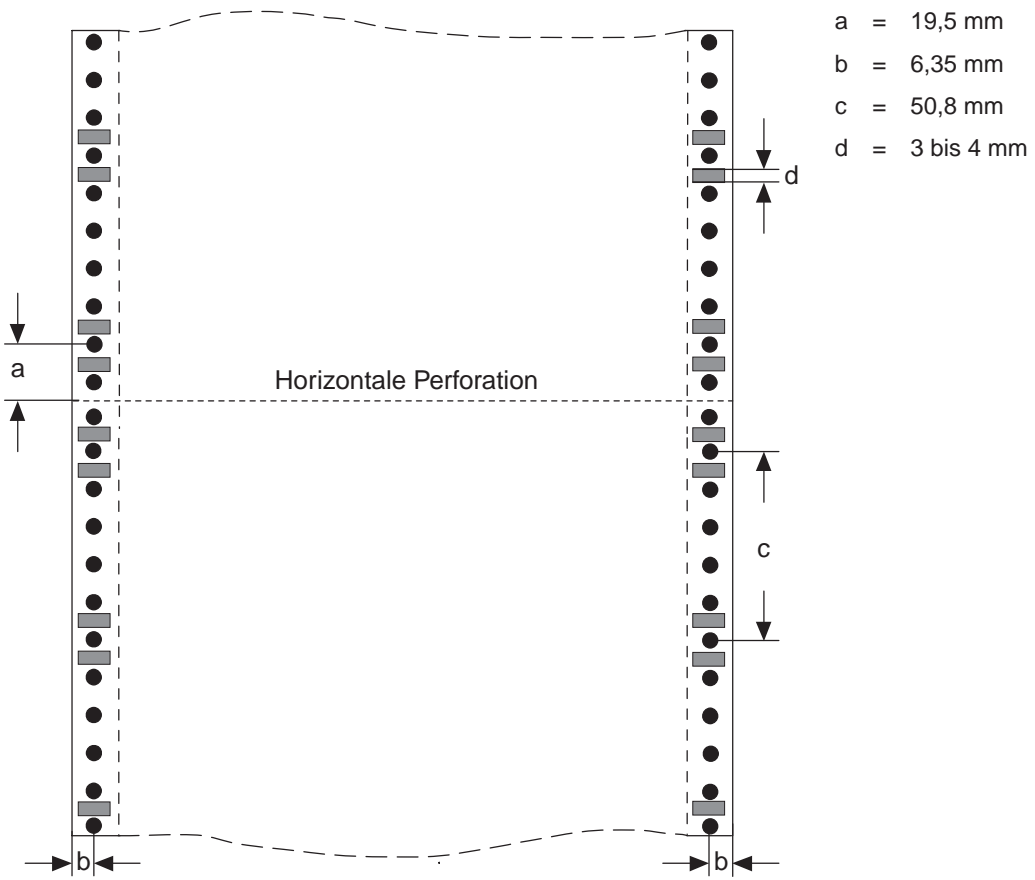 a = 19,5 mm
b = 6,35 mm
c = 50,8 mm
d = 3 bis 4 mm
d
a
Horizontale Perforation
c
b
b